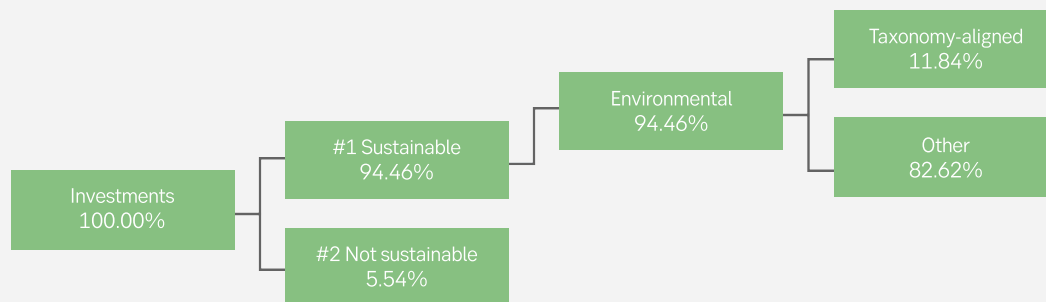 Investments
100.00%
#1 Sustainable
94.46%
#2 Not sustainable
5.54%
Environmental
94.46%
Taxonomy-aligned
11.84%
Other
82.62%